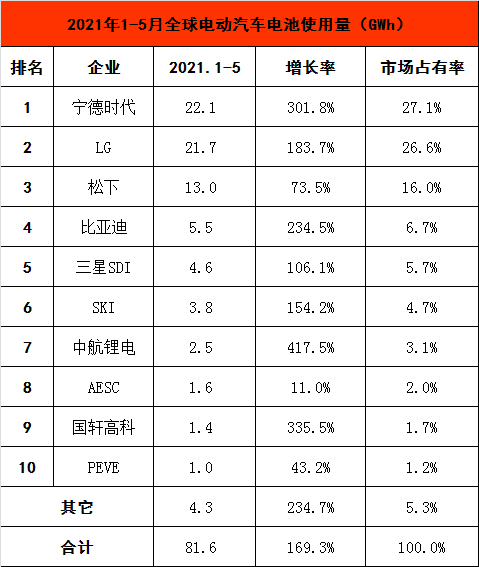 2021年1-5月全球电动汽车电池使用量（GWh）
排名 企业 2021.1-5 增长率 市场占有率
1 宁德时代 22.1 301.8% 27.1%
2 LG 21.7 183.7% 26.6%
3 松下 13.0 73.5% 16.0%
4 比亚迪 5.5 234.5% 6.7%
5 三星SDI 4.6 106.1% 5.7%
6 SKI 3.8 154.2% 4.7%
7 中航锂电 2.5 417.5% 3.1%
8 AESC 1.6 11.0% 2.0%
9 国轩高科 1.4 335.5% 1.7%
10 PEVE 1.0 43.2% 1.2%
其它 4.3 234.7% 5.3%
合计 81.6 169.3% 100.0%